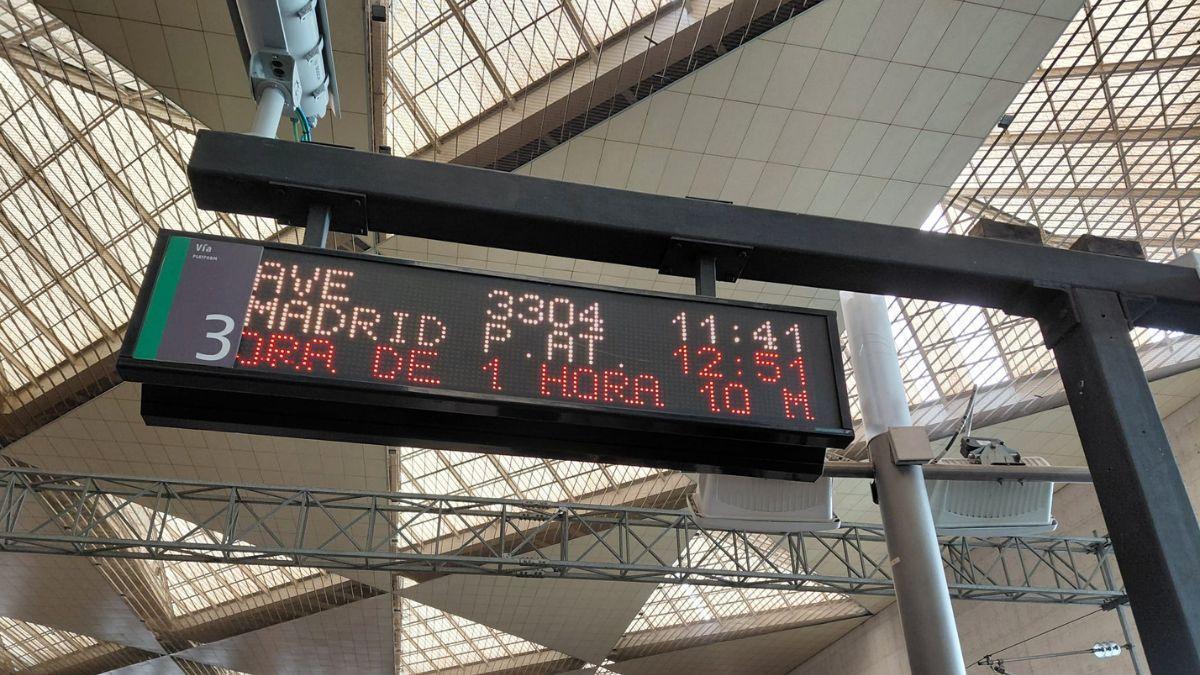 Vía
PLATFORM
3
AVE 3304 11:41
MADRID P.AT. 12:51
ORA DE 1 HORA 10 M